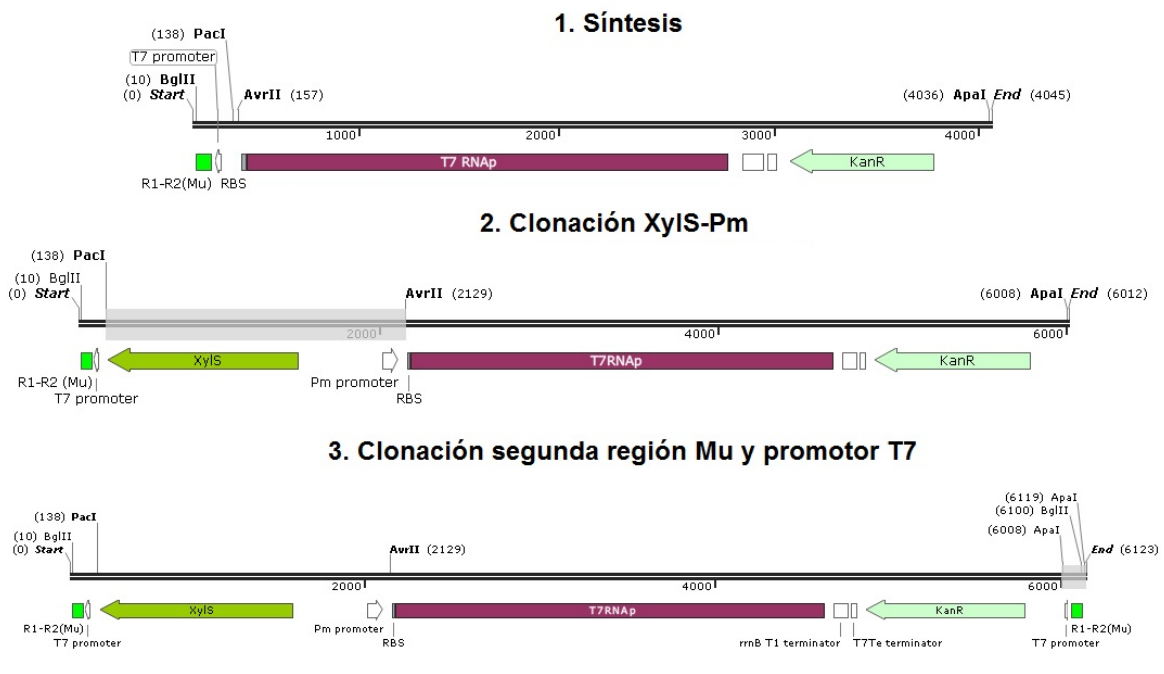 1. Síntesis
(138) PacI
T7 promoter
(10) BglII
(0) Start
AvrII (157)
(4036) ApaI End (4045)
1000
2000
3000
4000
T7 RNAp
KanR
R1-R2(Mu) RBS
2. Clonación XylS-Pm
(138) PacI
(10) BglII
(0) Start
AvrII (2129)
(6008) ApaI End (6012)
2000
4000
6000
XylS
T7RNAp
KanR
R1-R2 (Mu)
Pm promoter
T7 promoter
RBS
3. Clonación segunda región Mu y promotor T7
(6119) ApaI
(138) PacI
(6100) BglII
(10) BglII
(6008) ApaI
(0) Start
AvrII (2129)
End (6123)
2000
4000
6000
XylS
T7RNAp
KanR
R1-R2(Mu)
Pm promoter
R1-R2(Mu)
T7 promoter
RBS
rrnB T1 terminator
T7Te terminator
T7 promoter